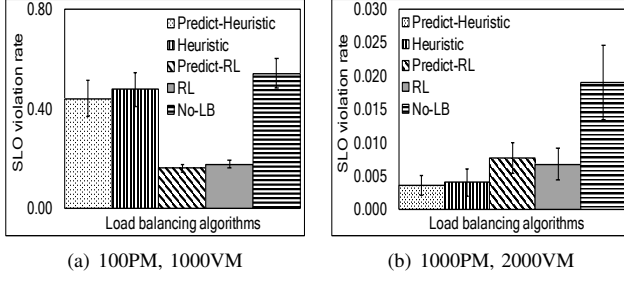 SLO violation rate
0.80
0.40
0.00
Predict-Heuristic
Heuristic
Predict-RL
RL
No-LB
Load balancing algorithms
(a) 100PM, 1000VM
SLO violation rate
0.030
0.025
0.020
0.015
0.010
0.005
0.000
Predict-Heuristic
Heuristic
Predict-RL
RL
No-LB
Load balancing algorithms
(b) 1000PM, 2000VM